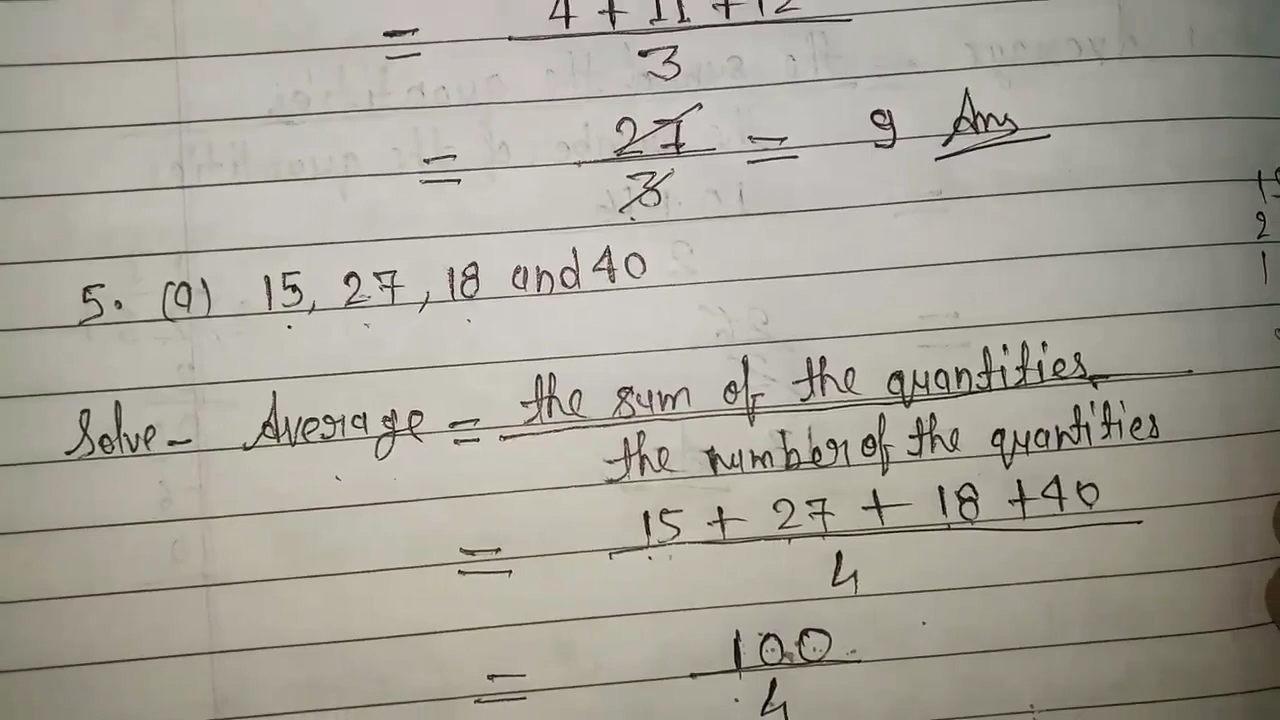 = 4 + 11 + 12
3
= 27 = 9 Ans
3
5. (a) 15, 27, 18 and 40
Solve - Average = the sum of the quantities
the number of the quantities
15 + 27 + 18 + 40
= 4
100
= 4